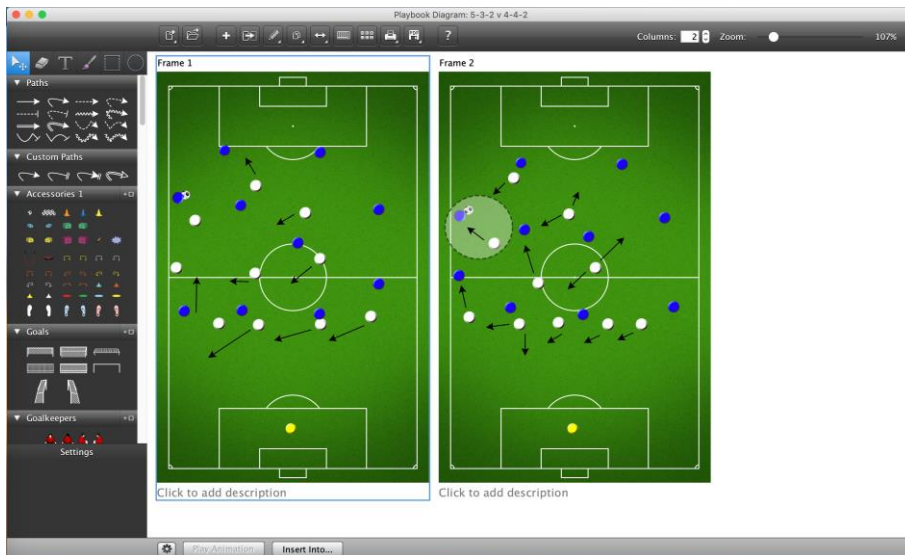 Playbook Diagram: 5-3-2 v 4-4-2
Columns: 2 Zoom: 107%
Paths
Custom Paths
Accessories 1
Goals
Goalkeepers
Settings
Frame 1
Click to add description
Frame 2
Click to add description
Play Animation
Insert Into...